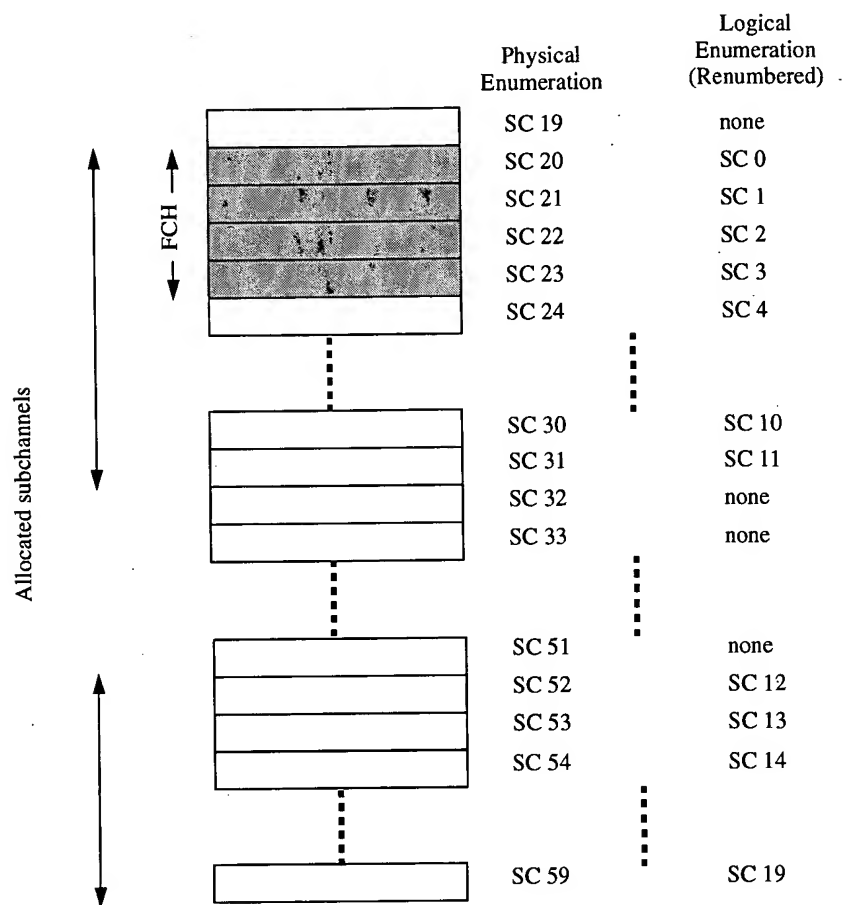 Physical
Enumeration
Logical
Enumeration
(Renumbered)
SC 19 none
SC 20 SC 0
SC 21 SC 1
SC 22 SC 2
SC 23 SC 3
SC 24 SC 4
FCH
SC 30 SC 10
SC 31 SC 11
SC 32 none
SC 33 none
Allocated subchannels
SC 51 none
SC 52 SC 12
SC 53 SC 13
SC 54 SC 14
SC 59 SC 19